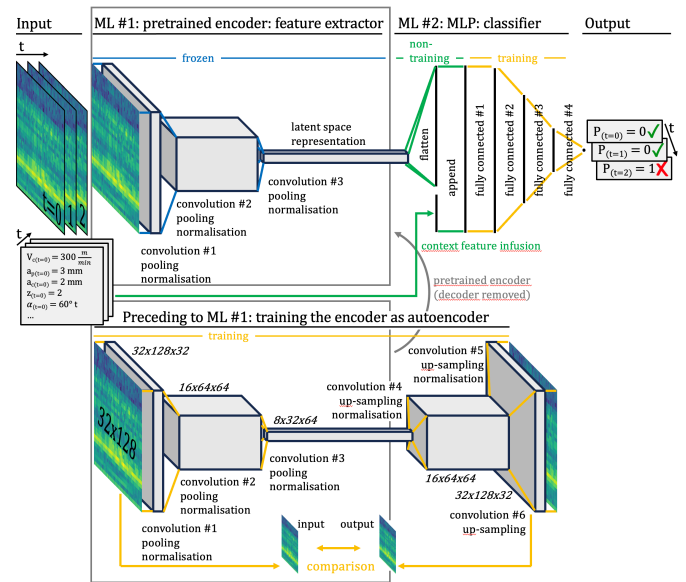 Input
ML #1: pretrained encoder: feature extractor
ML #2: MLP: classifier
Output
t
frozen
non-
training
training
t=0
1
2
latent space
representation
convolution #3
pooling
normalisation
convolution #2
pooling
normalisation
convolution #1
pooling
normalisation
flatten
append
fully connected #1
fully connected #2
fully connected #3
fully connected #4
P(t=0) = 0
P(t=1) = 0
P(t=2) = 1
t
context feature infusion
t
Vc(t=0) = 300 m/min
ap(t=0) = 3 mm
ae(t=0) = 2 mm
z(t=0) = 2
α(t=0) = 60° t
...
pretrained encoder
(decoder removed)
Preceding to ML #1: training the encoder as autoencoder
training
32x128
32x128x32
16x64x64
8x32x64
convolution #1
pooling
normalisation
convolution #2
pooling
normalisation
convolution #3
pooling
normalisation
convolution #4
up-sampling
normalisation
convolution #5
up-sampling
normalisation
16x64x64
32x128x32
convolution #6
up-sampling
input
output
comparison